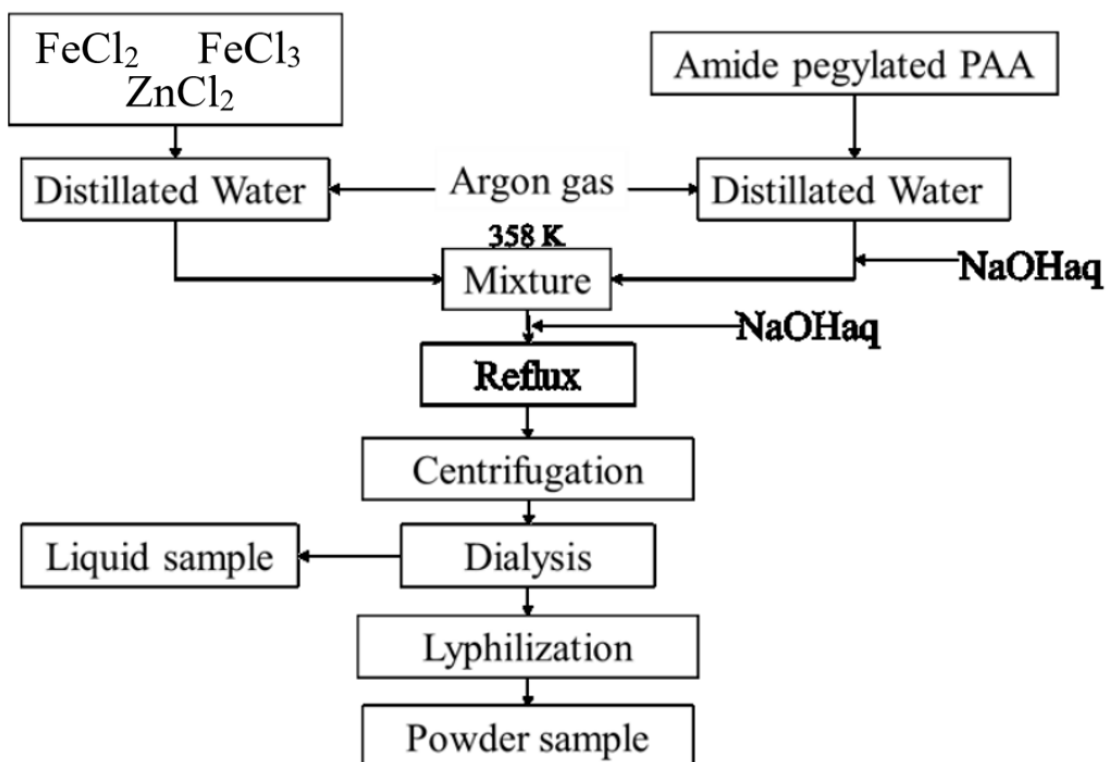 FeCl₂ FeCl₃
ZnCl₂
Amide pegylated PAA
Distillated Water
Argon gas
Distillated Water
358 K
Mixture
NaOHaq
NaOHaq
Reflux
Centrifugation
Liquid sample
Dialysis
Lyphilization
Powder sample